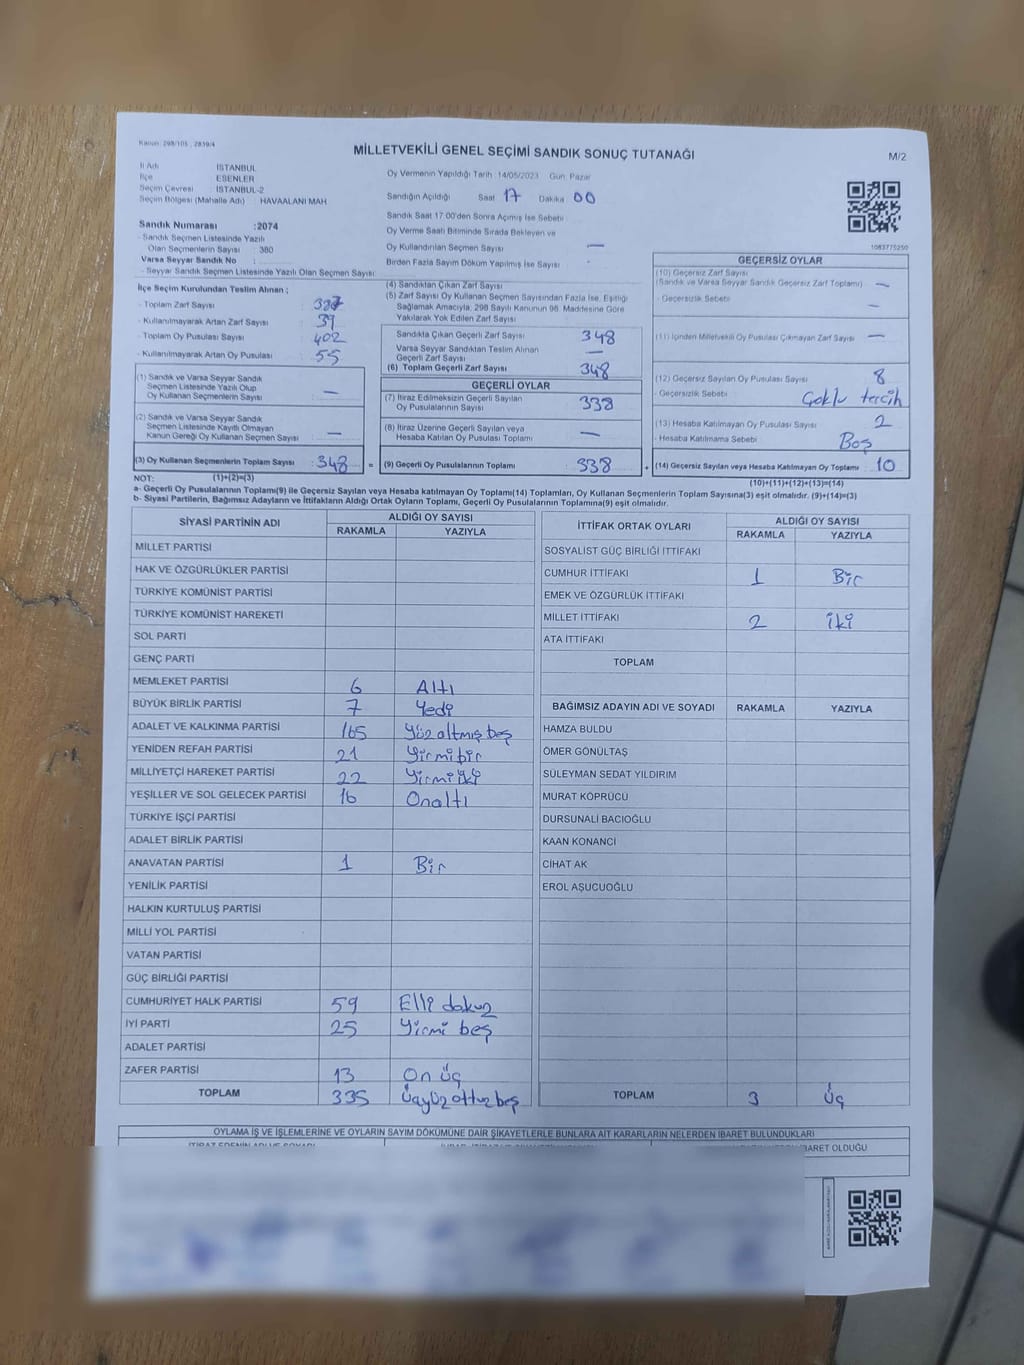 Kanun: 298/105 , 2839/4
MİLLETVEKİLİ GENEL SEÇİMİ SANDIK SONUÇ TUTANAĞI
M/2
İl Adı : İSTANBUL
İlçe : ESENLER
Seçim Çevresi : İSTANBUL-2
Seçim Bölgesi (Mahalle Adı) : HAVAALANI MAH.
Oy Vermenin Yapıldığı Tarih :14/05/2023 Gün: Pazar
Sandığın Açıldığı Saat 17 Dakika 00
Sandık Saat 17:00'den Sonra Açılmış İse Sebebi :
Oy Verme Saati Bitiminde Sırada Bekleyen ve
Oy Kullandırılan Seçmen Sayısı : —
Birden Fazla Sayım Döküm Yapılmış İse Sayısı : -
1083775250
Sandık Numarası :2074
- Sandık Seçmen Listesinde Yazılı
Olan Seçmenlerin Sayısı : 380
Varsa Seyyar Sandık No :
- Seyyar Sandık Seçmen Listesinde Yazılı Olan Seçmen Sayısı:
İlçe Seçim Kurulundan Teslim Alınan ;
- Toplam Zarf Sayısı :
- Kullanılmayarak Artan Zarf Sayısı : 39
- Toplam Oy Pusulası Sayısı : 402
- Kullanılmayarak Artan Oy Pusulası : 55
(1) Sandık ve Varsa Seyyar Sandık
Seçmen Listesinde Yazılı Olup
Oy Kullanan Seçmenlerin Sayısı : —
(2) Sandık ve Varsa Seyyar Sandık
Seçmen Listesinde Kayıtlı Olmayan
Kanun Gereği Oy Kullanan Seçmen Sayısı : —
(3) Oy Kullanan Seçmenlerin Toplam Sayısı : 348 =
(4) Sandıktan Çıkan Zarf Sayısı :
(5) Zarf Sayısı Oy Kullanan Seçmen Sayısından Fazla İse, Eşitliği
Sağlamak Amacıyla, 298 Sayılı Kanunun 98. Maddesine Göre
Yakılarak Yok Edilen Zarf Sayısı :
Sandıkta Çıkan Geçerli Zarf Sayısı : 348
Varsa Seyyar Sandıktan Teslim Alınan
Geçerli Zarf Sayısı : —
(6) Toplam Geçerli Zarf Sayısı : 348
GEÇERLİ OYLAR
(7) İtiraz Edilmeksizin Geçerli Sayılan
Oy Pusulalarının Sayısı : 338
(8) İtiraz Üzerine Geçerli Sayılan veya
Hesaba Katılan Oy Pusulası Toplamı : —
(9) Geçerli Oy Pusulalarının Toplamı : 338 +
GEÇERSİZ OYLAR
(10) Geçersiz Zarf Sayısı
(Sandık ve Varsa Seyyar Sandık Geçersiz Zarf Toplamı) : —
- Geçersizlik Sebebi : —
(11) İçinden Milletvekili Oy Pusulası Çıkmayan Zarf Sayısı : —
(12) Geçersiz Sayılan Oy Pusulası Sayısı : 8
- Geçersizlik Sebebi : Çoklu tercih
(13) Hesaba Katılmayan Oy Pusulası Sayısı : 2
- Hesaba Katılmama Sebebi : Boş
(14) Geçersiz Sayılan veya Hesaba Katılmayan Oy Toplamı : 10
NOT: (1)+(2)=(3)
(10)+(11)+(12)+(13)=(14)
a- Geçerli Oy Pusulalarının Toplamı(9) ile Geçersiz Sayılan veya Hesaba katılmayan Oy Toplamı(14) Toplamları, Oy Kullanan Seçmenlerin Toplam Sayısına(3) eşit olmalıdır. (9)+(14)=(3)
b- Siyasi Partilerin, Bağımsız Adayların ve İttifakların Aldığı Ortak Oyların Toplamı, Geçerli Oy Pusulalarının Toplamına(9) eşit olmalıdır.
SİYASİ PARTİNİN ADI ALDIĞI OY SAYISI
RAKAMLA YAZIYLA
MİLLET PARTİSİ
HAK VE ÖZGÜRLÜKLER PARTİSİ
TÜRKİYE KOMÜNİST PARTİSİ
TÜRKİYE KOMÜNİST HAREKETİ
SOL PARTİ
GENÇ PARTİ
MEMLEKET PARTİSİ 6 Altı
BÜYÜK BİRLİK PARTİSİ 7 Yedi
ADALET VE KALKINMA PARTİSİ 165 Yüz altmış beş
YENİDEN REFAH PARTİSİ 21 Yirmi bir
MİLLİYETÇİ HAREKET PARTİSİ 22 Yirmi iki
YEŞİLLER VE SOL GELECEK PARTİSİ 16 Onaltı
TÜRKİYE İŞÇİ PARTİSİ
ADALET BİRLİK PARTİSİ
ANAVATAN PARTİSİ 1 Bir
YENİLİK PARTİSİ
HALKIN KURTULUŞ PARTİSİ
MİLLİ YOL PARTİSİ
VATAN PARTİSİ
GÜÇ BİRLİĞİ PARTİSİ
CUMHURİYET HALK PARTİSİ 59 Elli dokuz
İYİ PARTİ 25 Yirmi beş
ADALET PARTİSİ
ZAFER PARTİSİ 13 On üç
TOPLAM 335 Üçyüz otuz beş
İTTİFAK ORTAK OYLARI ALDIĞI OY SAYISI
RAKAMLA YAZIYLA
SOSYALİST GÜÇ BİRLİĞİ İTTİFAKI
CUMHUR İTTİFAKI 1 Bir
EMEK VE ÖZGÜRLÜK İTTİFAKI
MİLLET İTTİFAKI 2 iki
ATA İTTİFAKI
TOPLAM
BAĞIMSIZ ADAYIN ADI VE SOYADI RAKAMLA YAZIYLA
HAMZA BULDU
ÖMER GÖNÜLTAŞ
SÜLEYMAN SEDAT YILDIRIM
MURAT KÖPRÜCÜ
DURSUNALİ BACIOĞLU
KAAN KONANCİ
CİHAT AK
EROL AŞUCUOĞLU
TOPLAM 3 Üç
OYLAMA İŞ VE İŞLEMLERİNE VE OYLARIN SAYIM DÖKÜMÜNE DAİR ŞİKAYETLERLE BUNLARA AİT KARARLARIN NELERDEN İBARET BULUNDUKLARI
İTİRAZ EDENİN ADI VE SOYADI
İBARET OLDUĞU